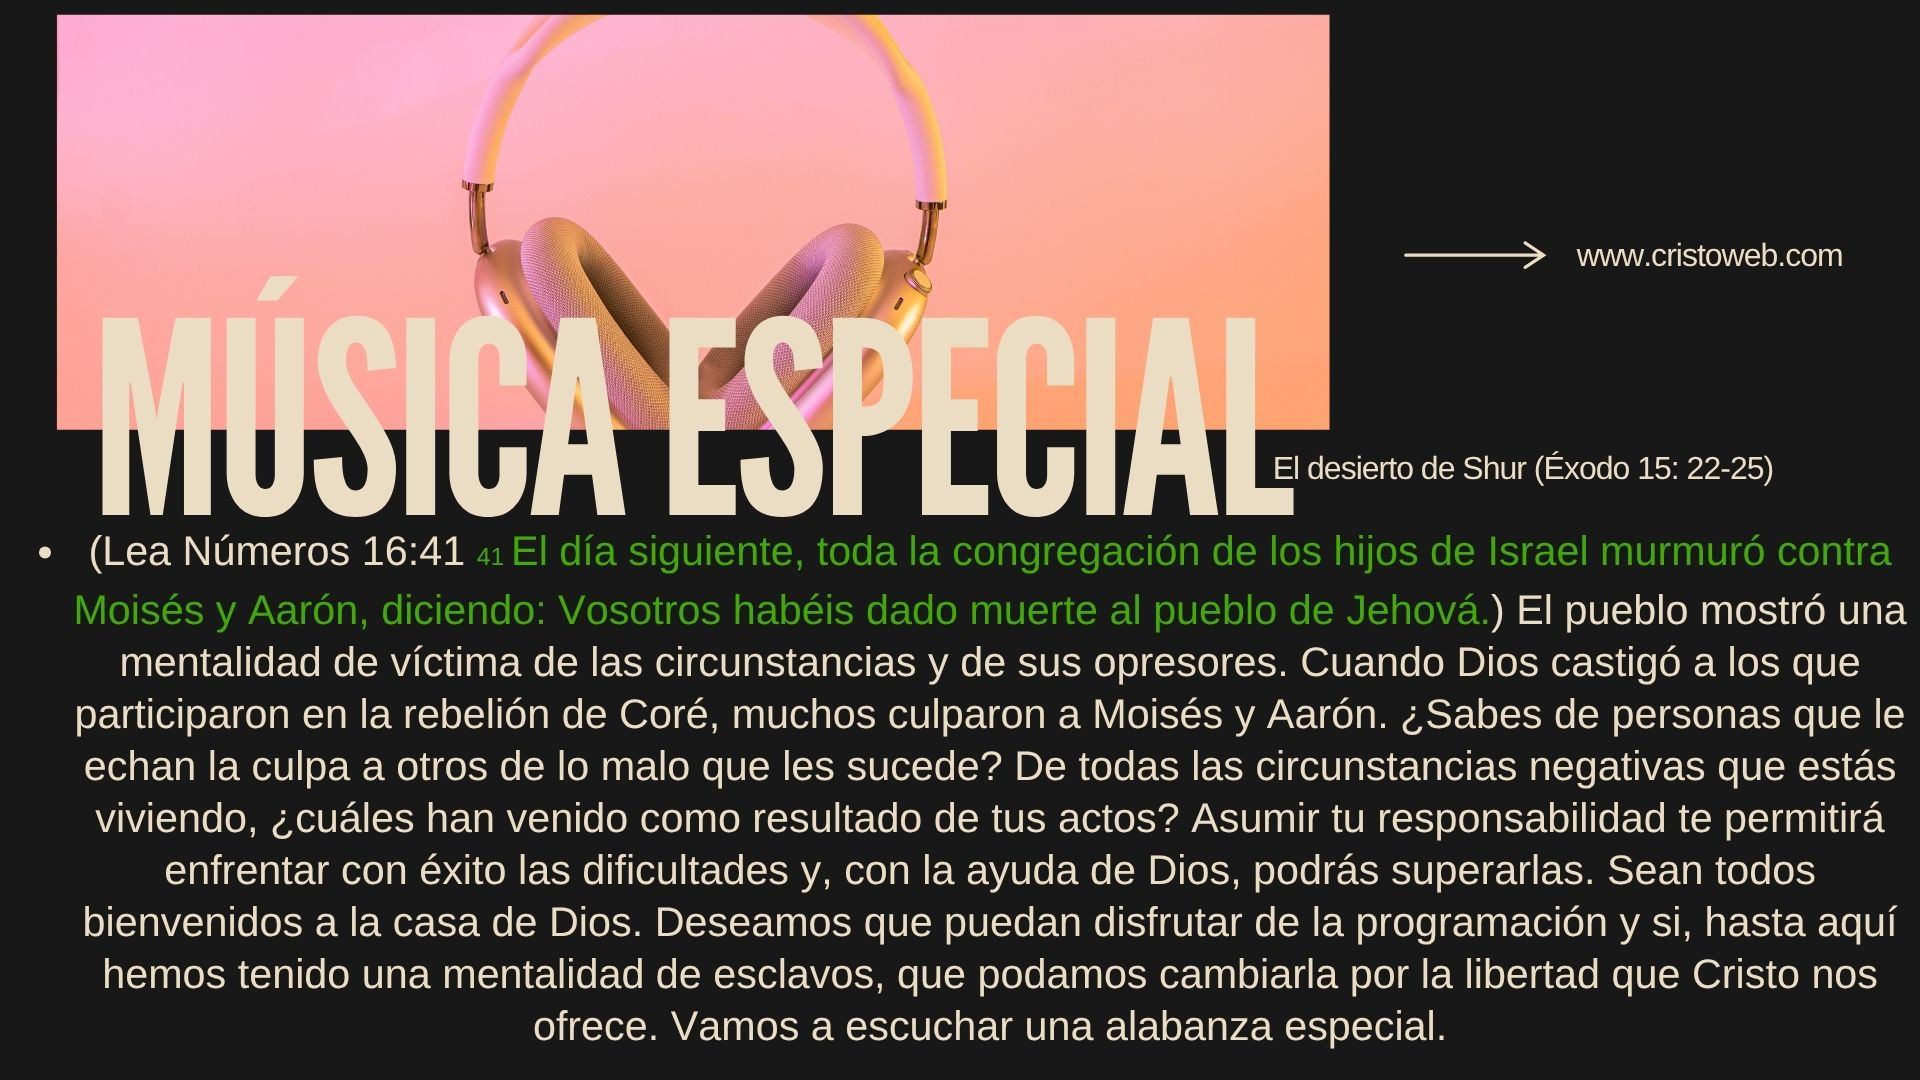 www.cristoweb.com
MÚSICA ESPECIAL
El desierto de Shur (Éxodo 15: 22-25)
• (Lea Números 16:41 41 El día siguiente, toda la congregación de los hijos de Israel murmuró contra
Moisés y Aarón, diciendo: Vosotros habéis dado muerte al pueblo de Jehová.) El pueblo mostró una
mentalidad de víctima de las circunstancias y de sus opresores. Cuando Dios castigó a los que
participaron en la rebelión de Coré, muchos culparon a Moisés y Aarón. ¿Sabes de personas que le
echan la culpa a otros de lo malo que les sucede? De todas las circunstancias negativas que estás
viviendo, ¿cuáles han venido como resultado de tus actos? Asumir tu responsabilidad te permitirá
enfrentar con éxito las dificultades y, con la ayuda de Dios, podrás superarlas. Sean todos
bienvenidos a la casa de Dios. Deseamos que puedan disfrutar de la programación y si, hasta aquí
hemos tenido una mentalidad de esclavos, que podamos cambiarla por la libertad que Cristo nos
ofrece. Vamos a escuchar una alabanza especial.